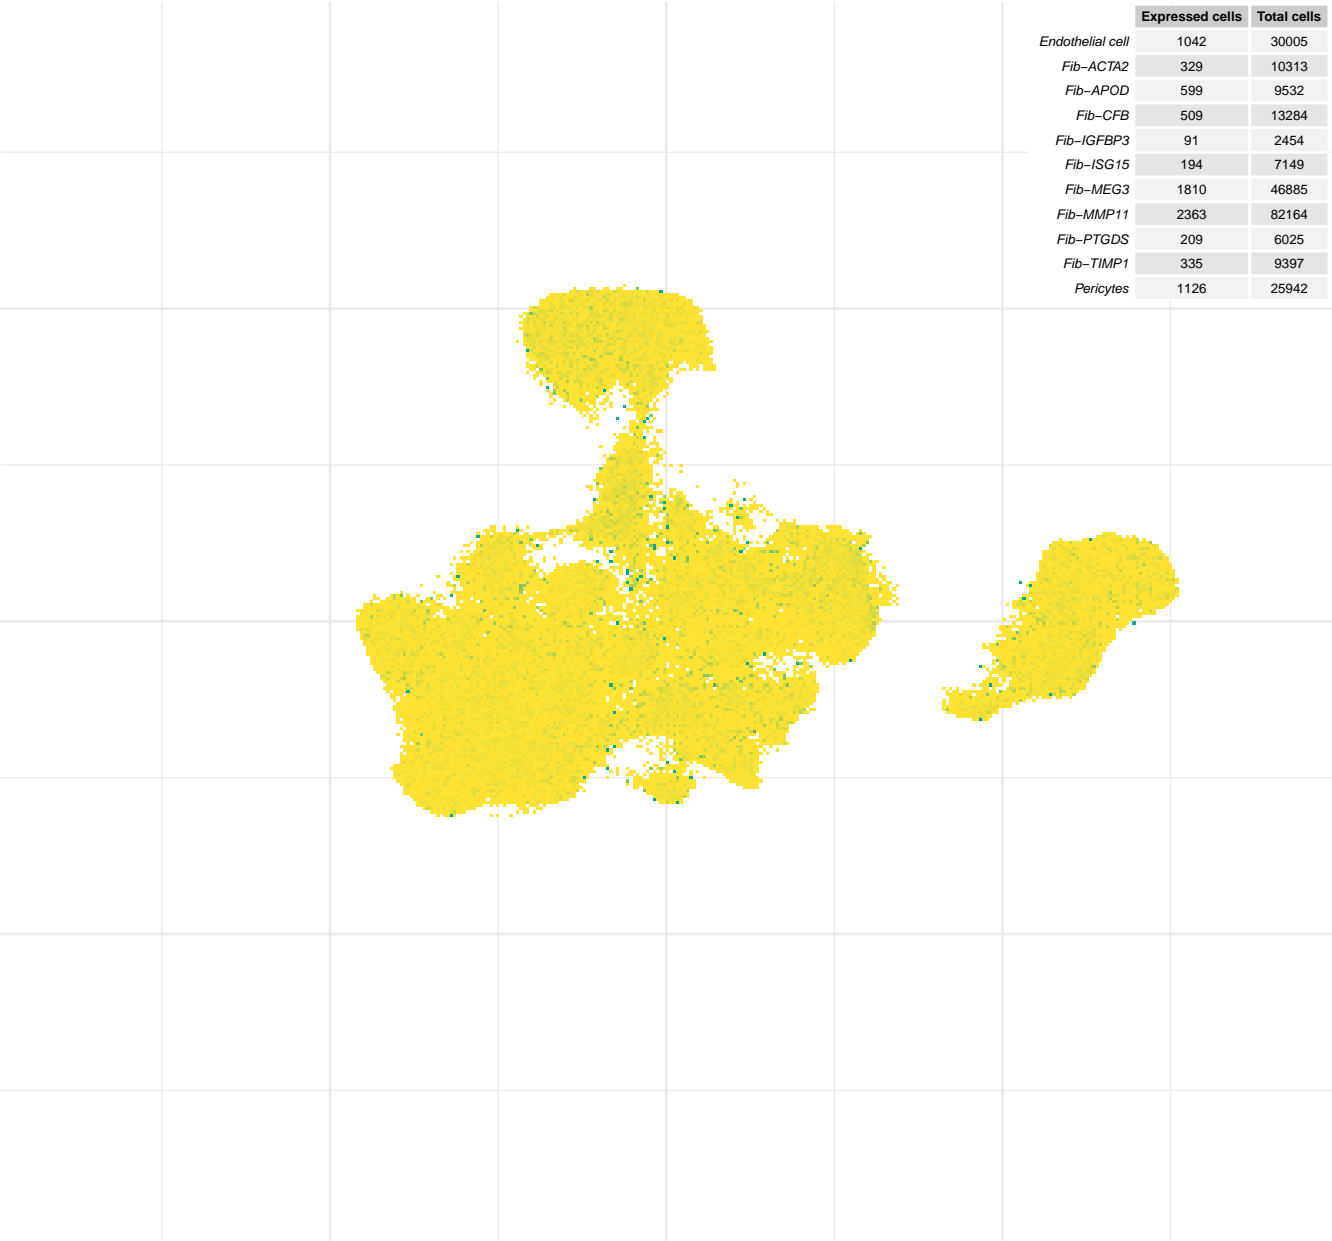 Expressed cells Total cells
Endothelial cell 1042 30005
Fib−ACTA2 329 10313
Fib−APOD 599 9532
Fib−CFB 509 13284
Fib−IGFBP3 91 2454
Fib−ISG15 194 7149
Fib−MEG3 1810 46885
Fib−MMP11 2363 82164
Fib−PTGDS 209 6025
Fib−TIMP1 335 9397
Pericytes 1126 25942